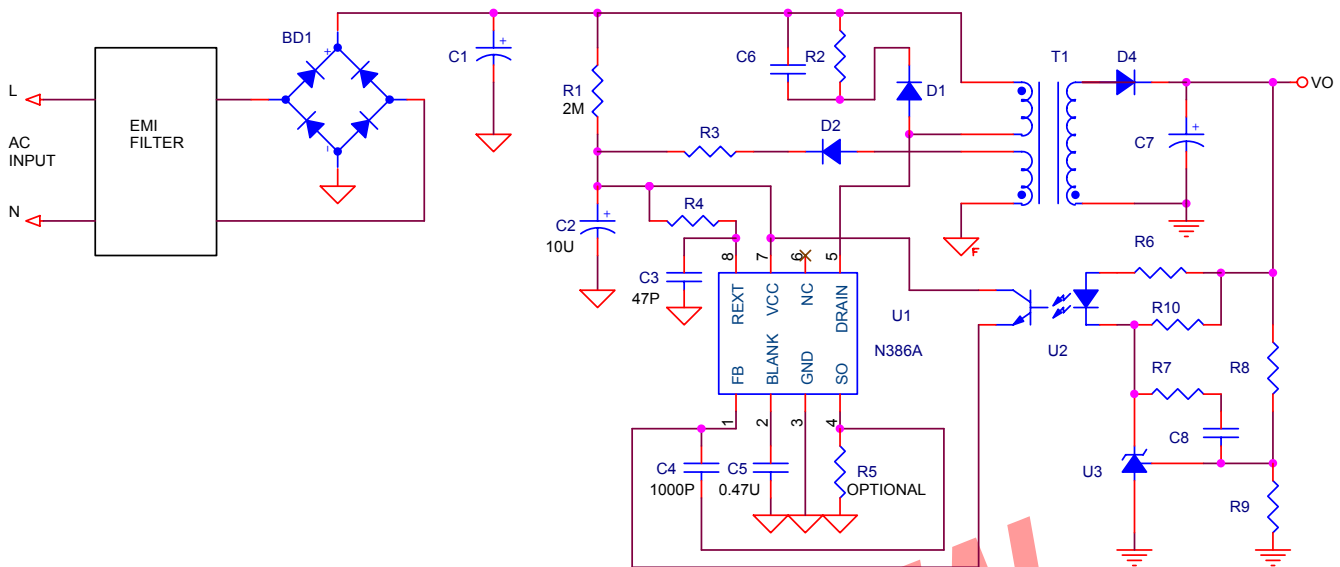 BD1
+
-
L
AC
INPUT
N
EMI
FILTER
C1
+
R1
2M
C6
R2
D1
T1
D4
VO
C7
+
R3
D2
C2
+
10U
R4
C3
47P
8
7
6
5
REXT
VCC
NC
DRAIN
FB
BLANK
GND
SO
U1
N386A
1
2
3
4
C4
1000P
C5
0.47U
R5
OPTIONAL
F
U2
R6
R10
R7
R8
C8
U3
R9